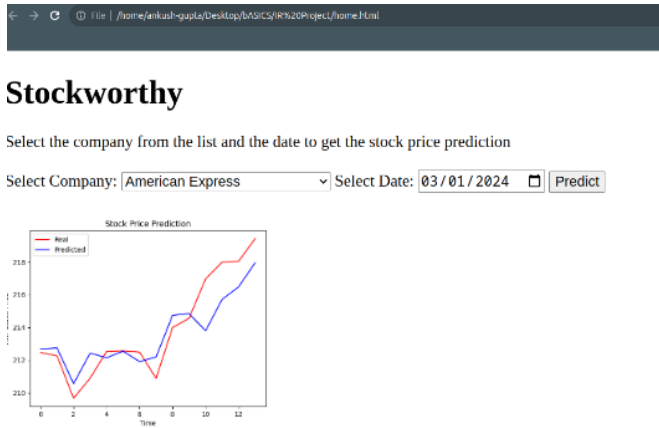 File | /home/ankush-gupta/Desktop/bASICS/IR%20Project/home.html
Stockworthy
Select the company from the list and the date to get the stock price prediction
Select Company: American Express Select Date: 03/01/2024 Predict
Stock Price Prediction
Real
Predicted
218
216
214
212
210
0 2 4 6 8 10 12
Time